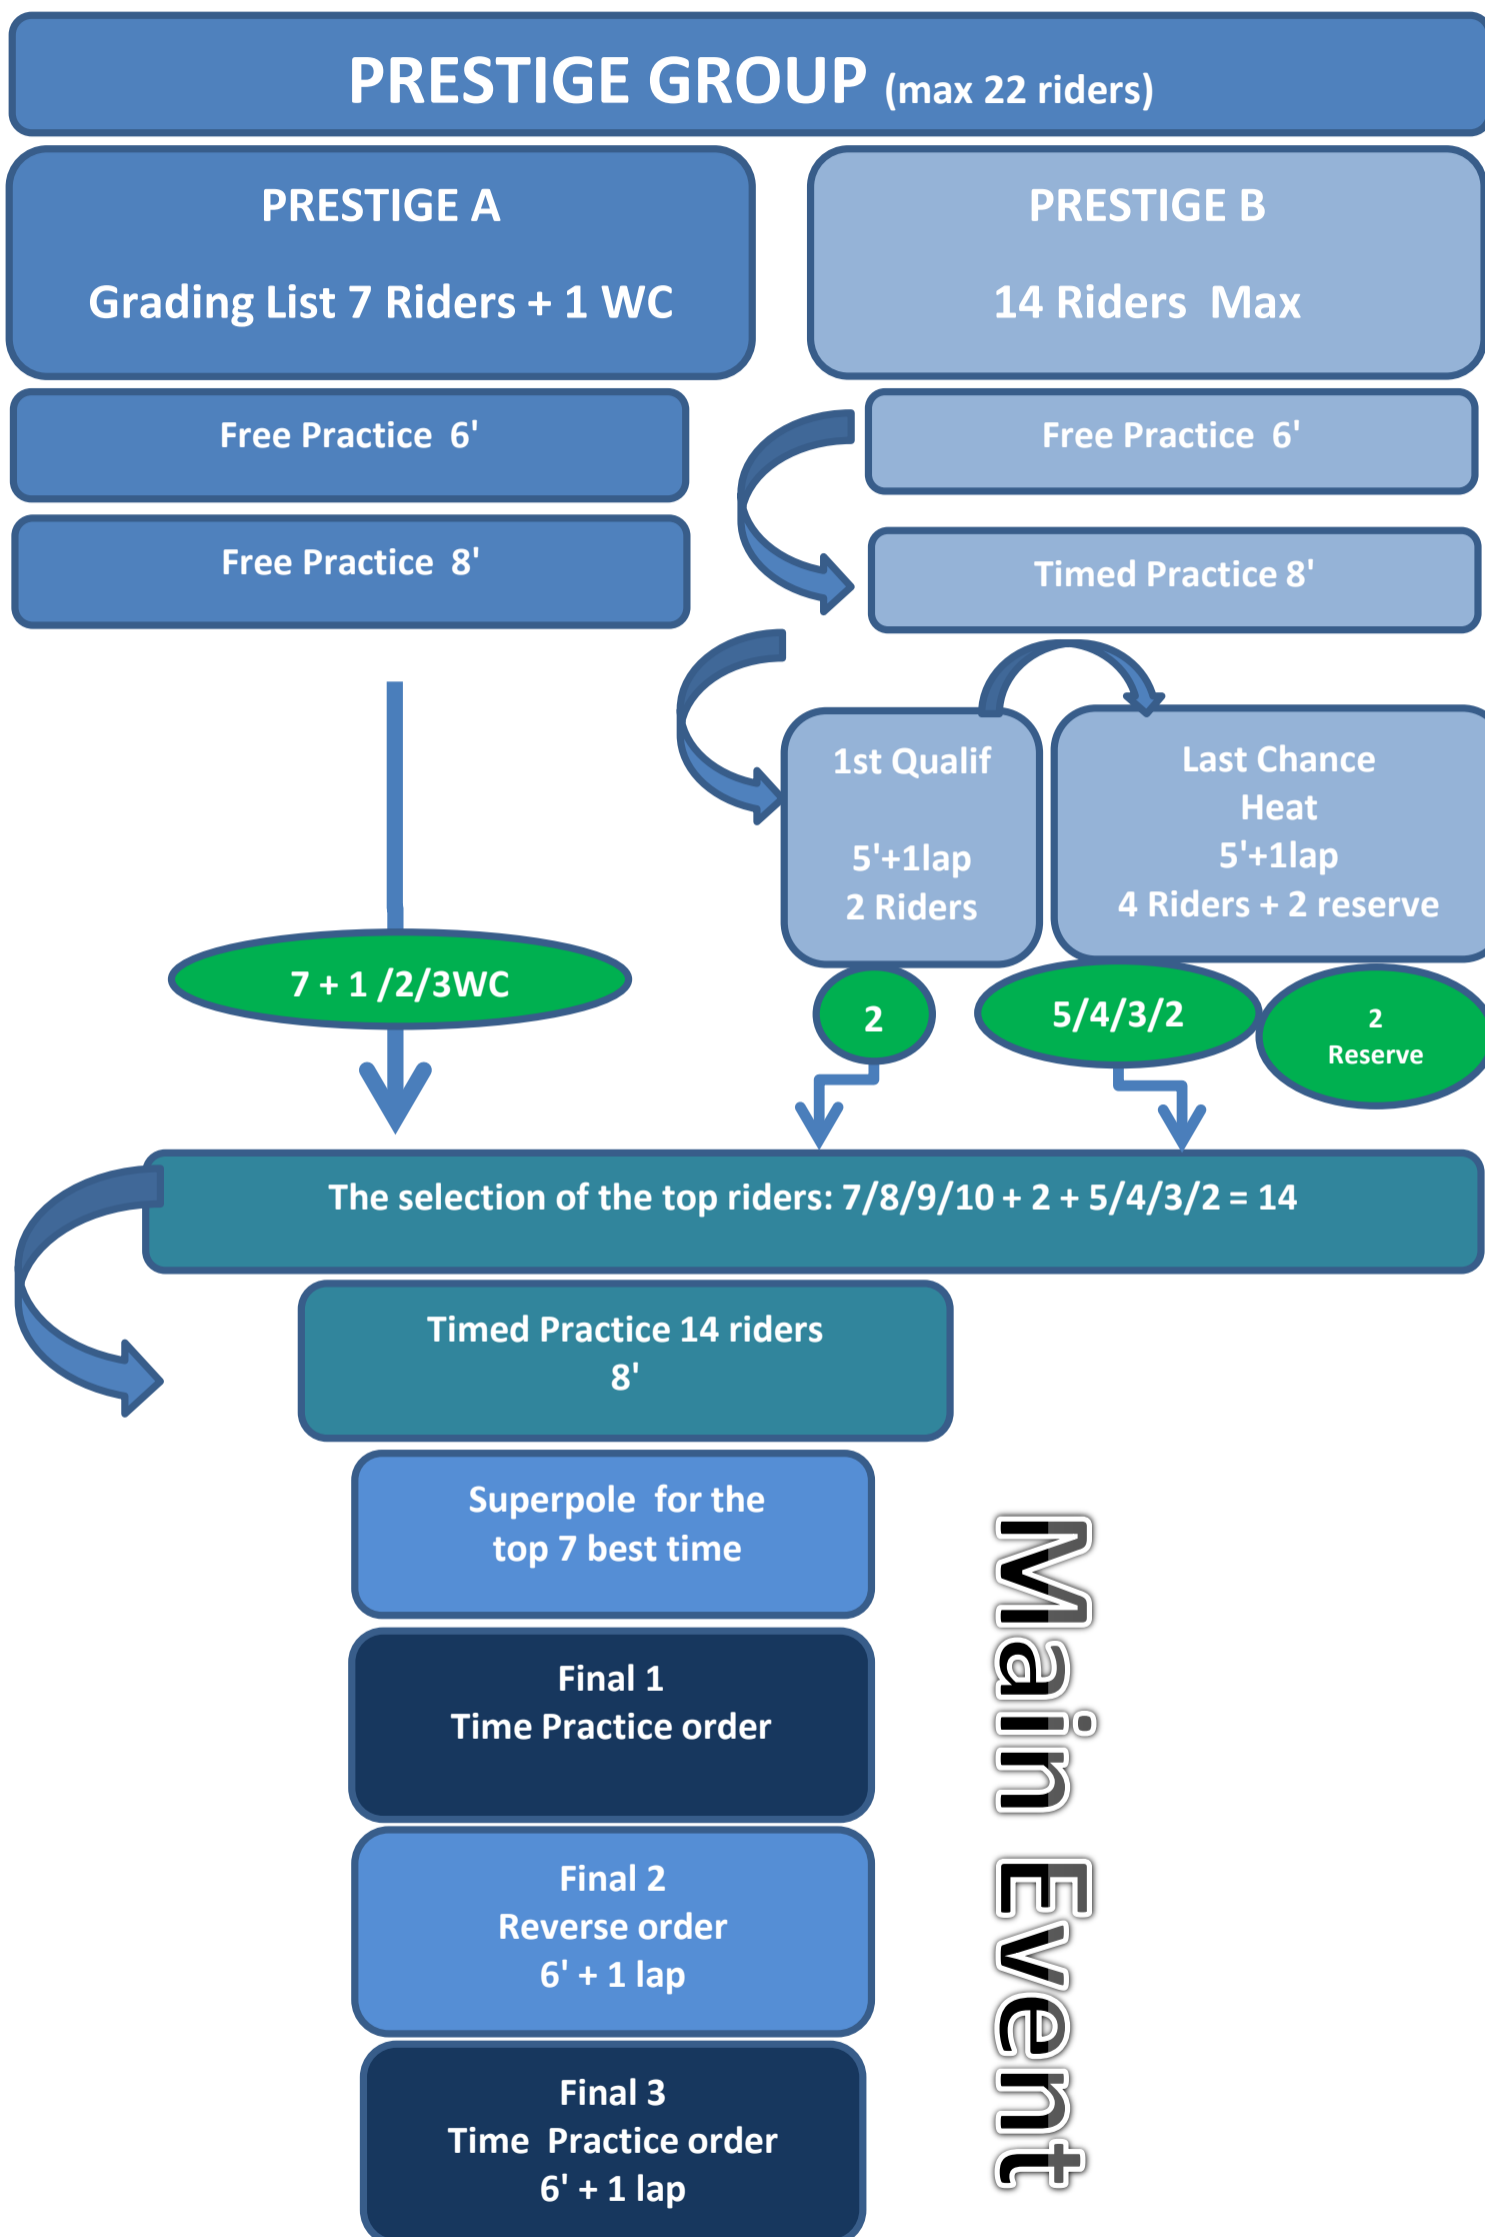 PRESTIGE GROUP (max 22 riders)
PRESTIGE A
Grading List 7 Riders + 1 WC
PRESTIGE B
14 Riders Max
Free Practice 6'
Free Practice 8'
Free Practice 6'
Timed Practice 8'
1st Qualif
5'+1lap
2 Riders
Last Chance
Heat
5'+1lap
4 Riders + 2 reserve
7 + 1 /2/3WC
2
5/4/3/2
2
Reserve
The selection of the top riders: 7/8/9/10 + 2 + 5/4/3/2 = 14
Timed Practice 14 riders
8'
Superpole for the
top 7 best time
Final 1
Time Practice order
Final 2
Reverse order
6' + 1 lap
Final 3
Time Practice order
6' + 1 lap
Main Event